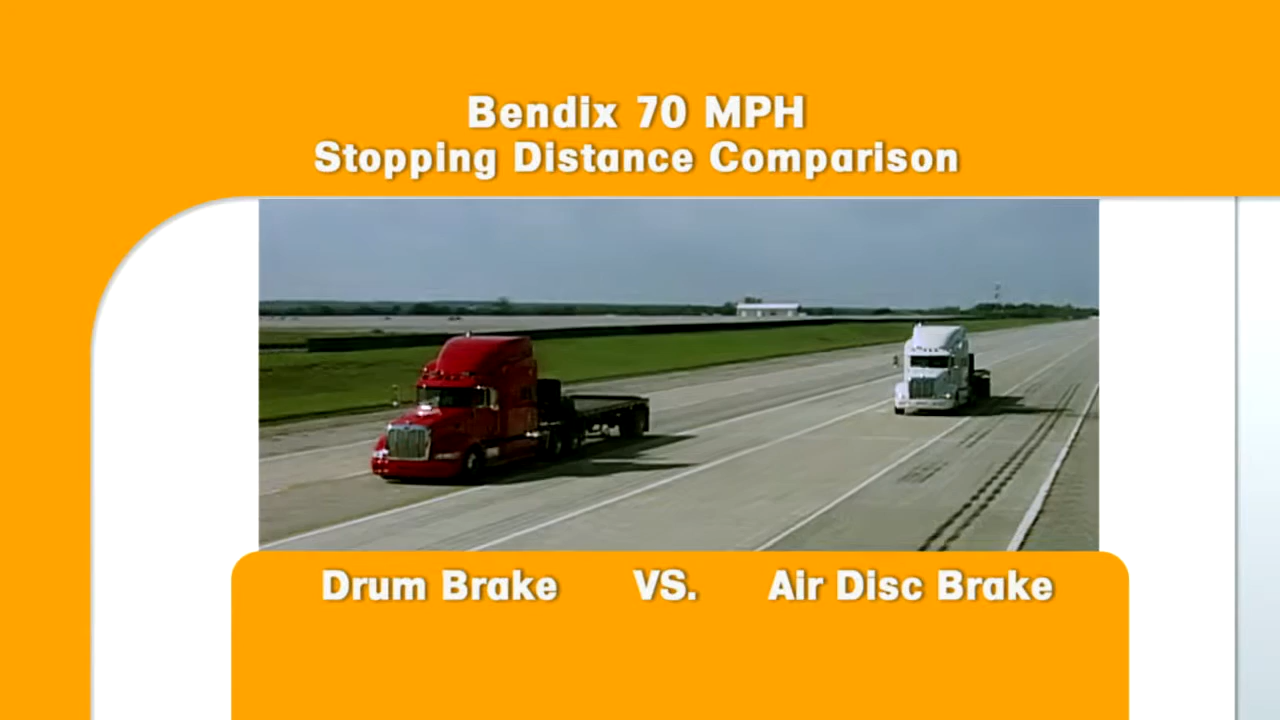 Bendix 70 MPH
Stopping Distance Comparison
Drum Brake VS. Air Disc Brake